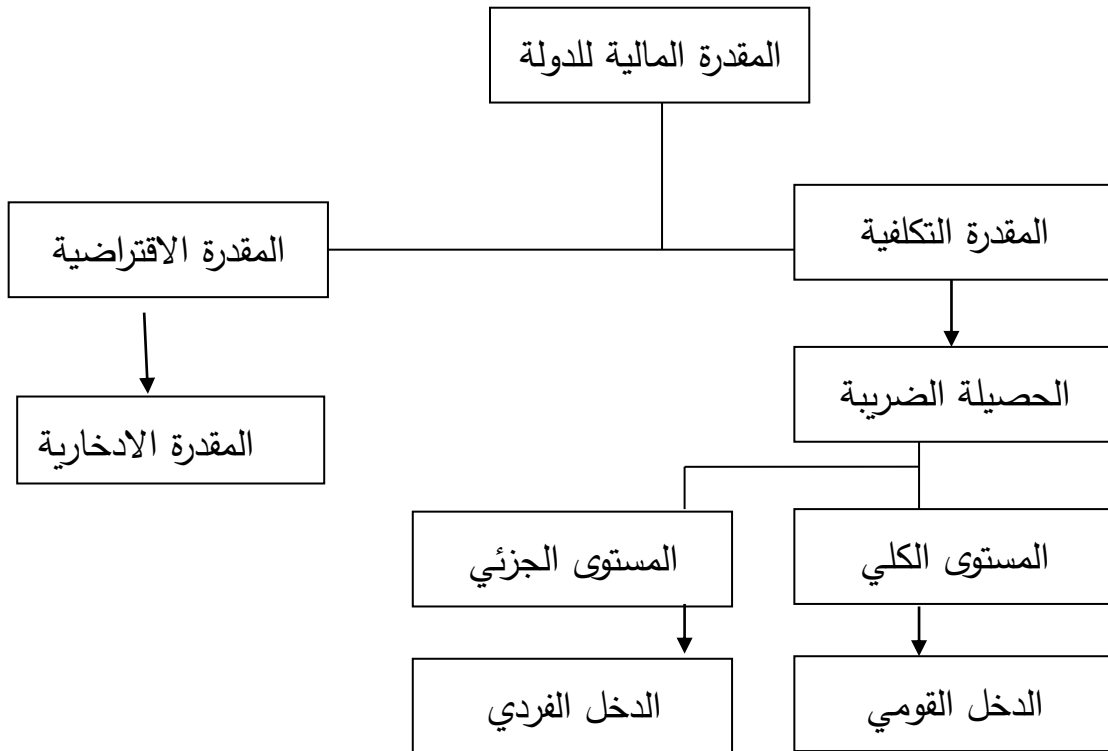 المقدرة المالية للدولة
المقدرة التكلفية
المقدرة الاقتراضية
الحصيلة الضريبة
المقدرة الادخارية
المستوى الكلي
المستوى الجزئي
الدخل القومي
الدخل الفردي